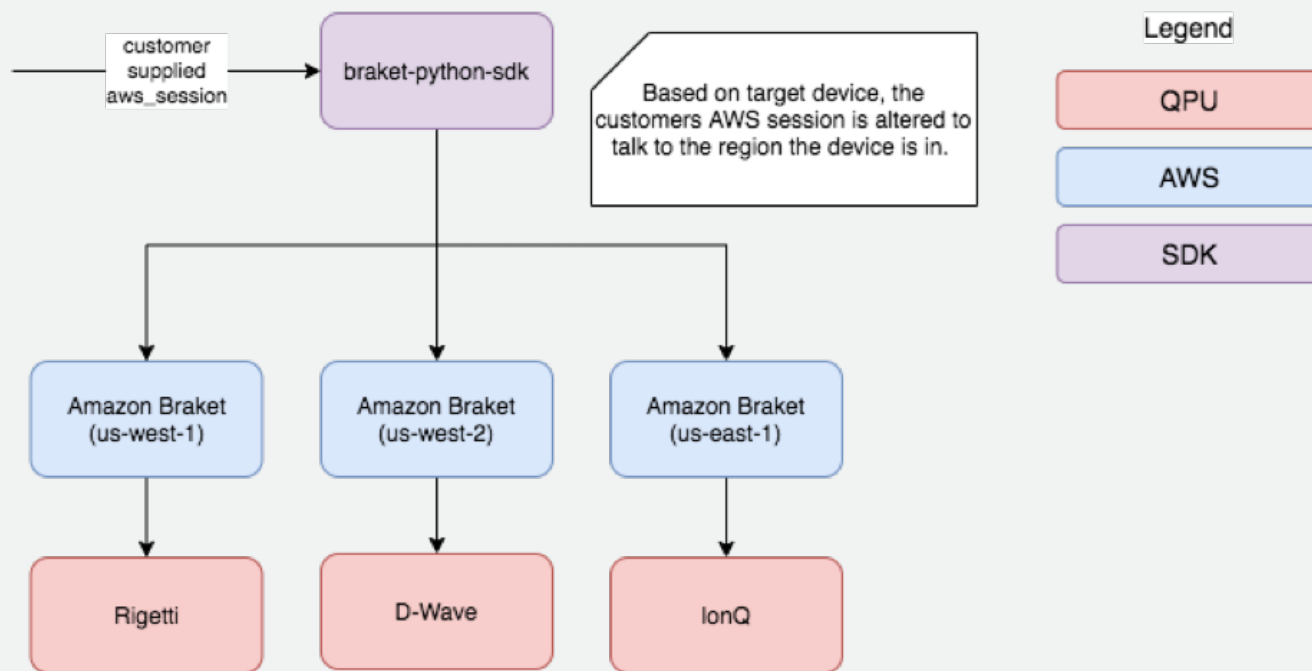 customer
supplied
aws_session
braket-python-sdk
Based on target device, the
customers AWS session is altered to
talk to the region the device is in.
Legend
QPU
AWS
SDK
Amazon Braket
(us-west-1)
Amazon Braket
(us-west-2)
Amazon Braket
(us-east-1)
Rigetti
D-Wave
IonQ